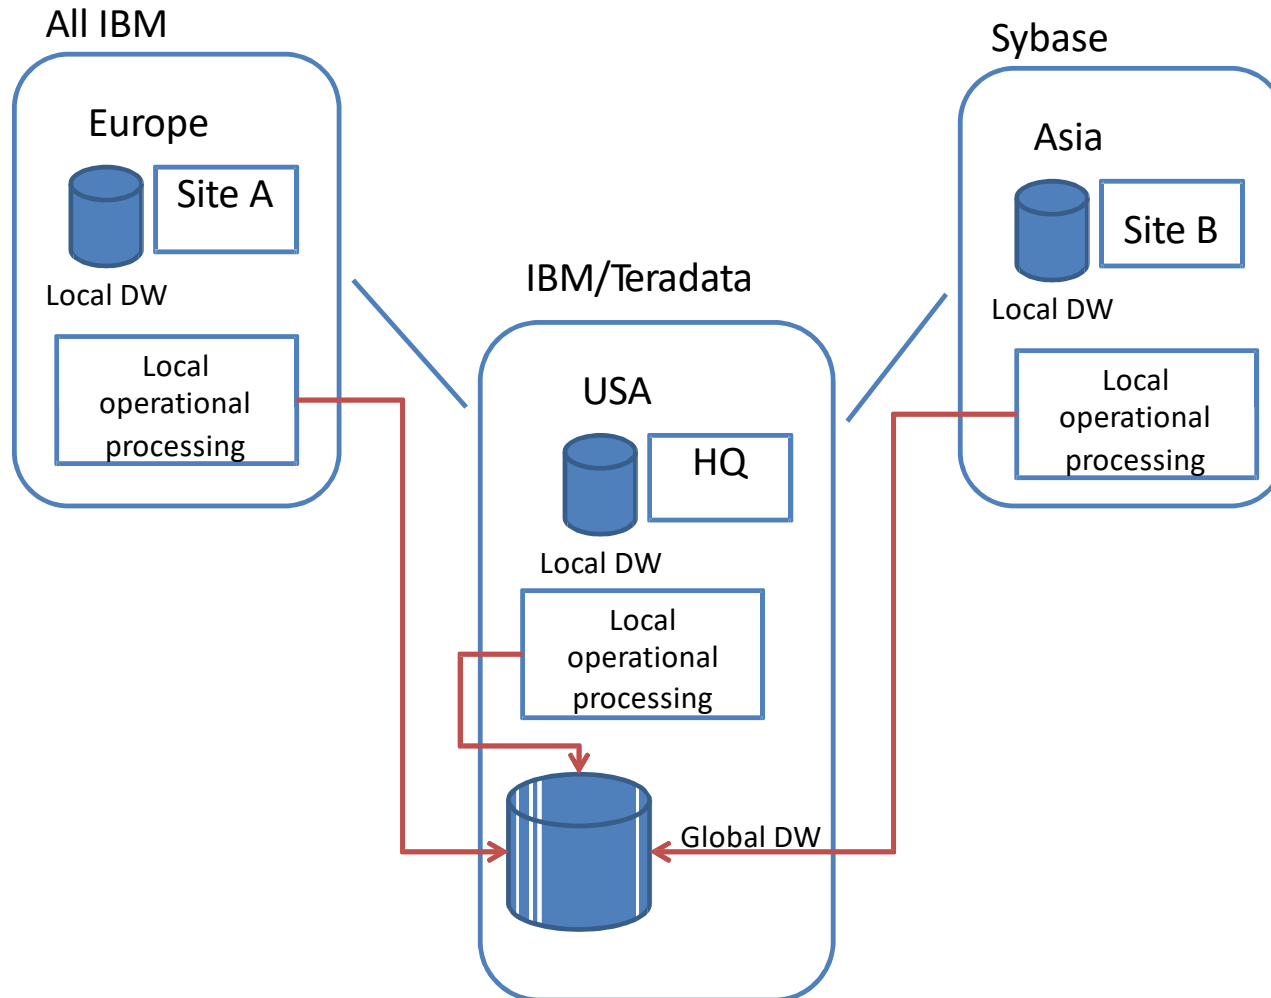 All IBM
Europe
Site A
Local DW
Local
operational
processing
IBM/Teradata
USA
HQ
Local DW
Local
operational
processing
Global DW
Sybase
Asia
Site B
Local DW
Local
operational
processing